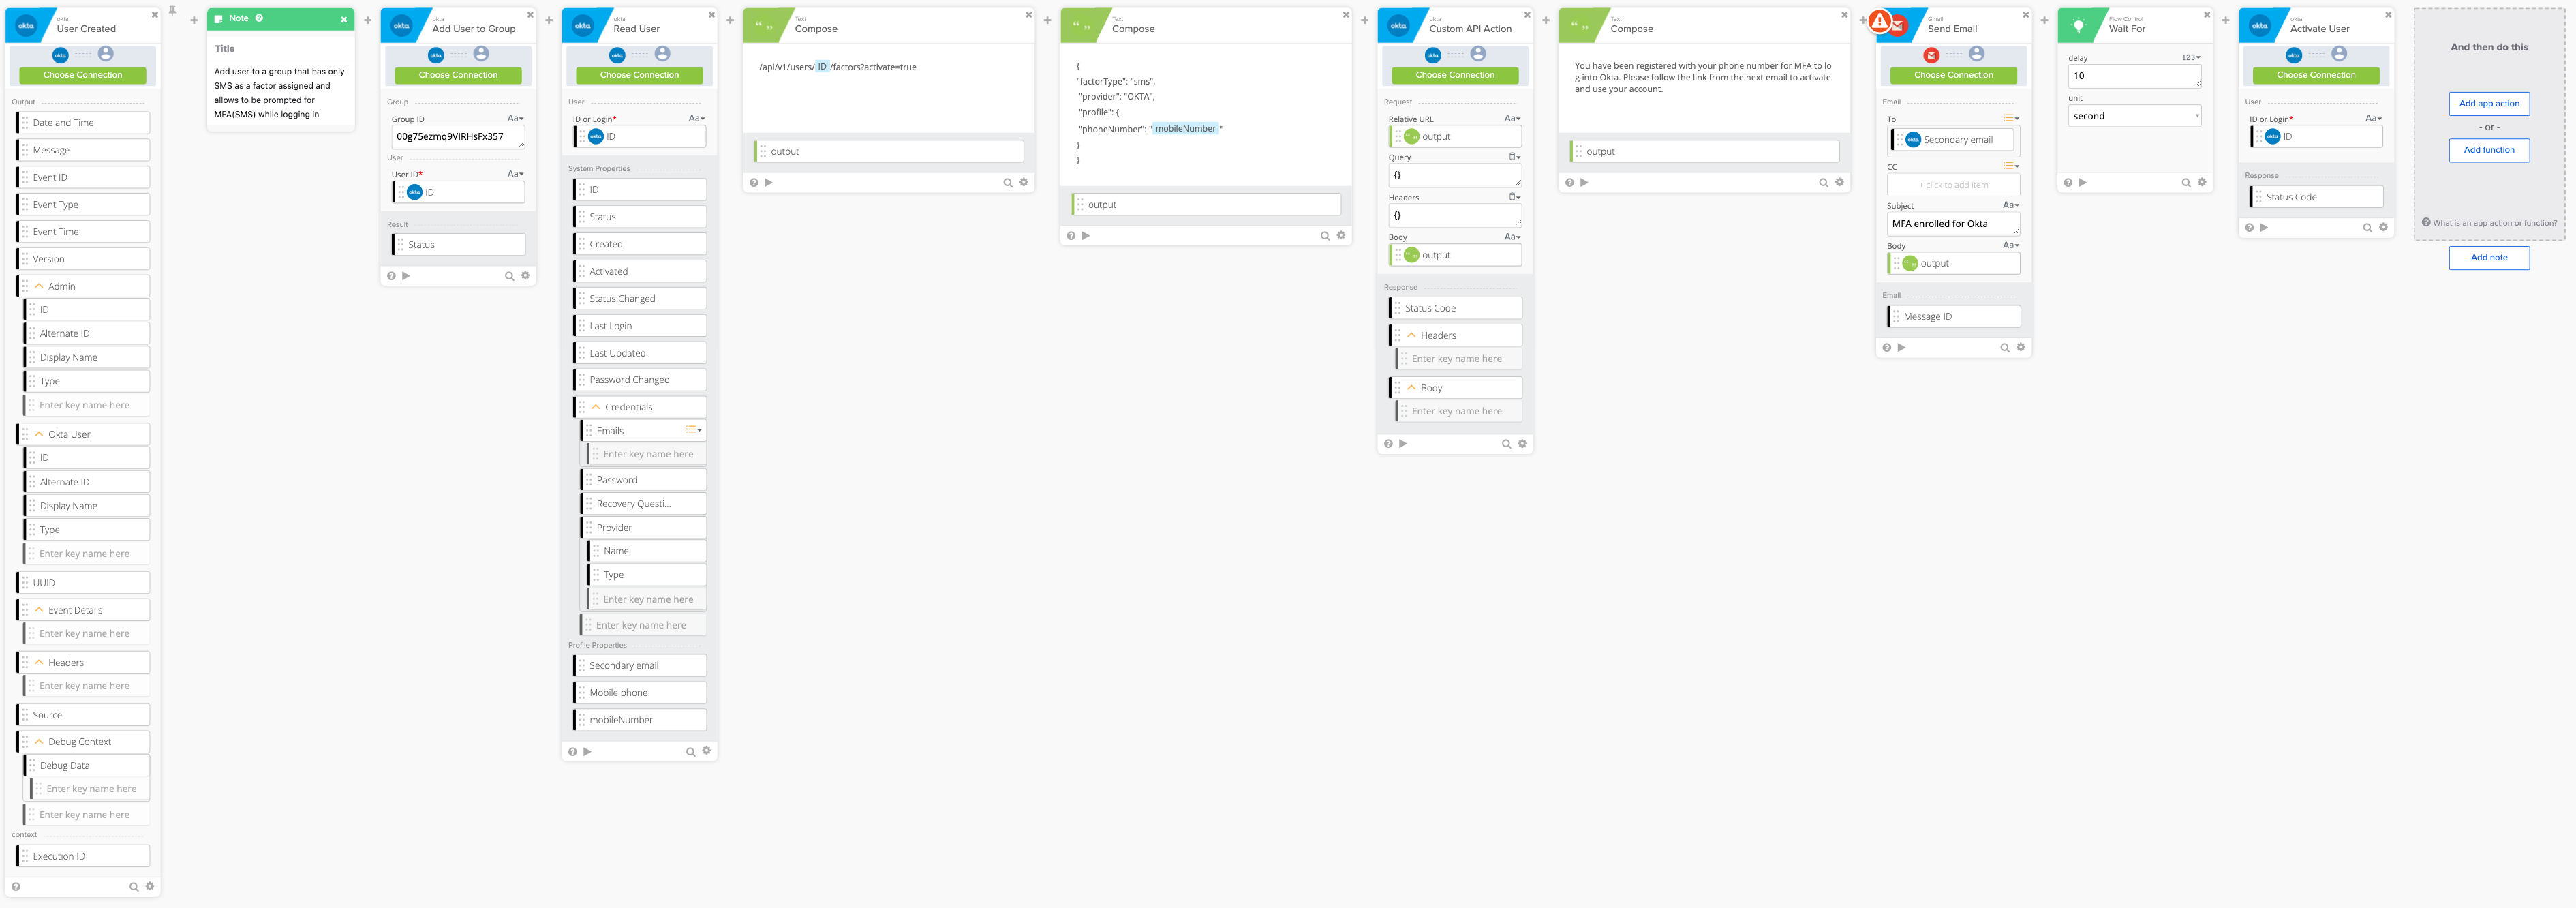 okta
okta
User Created
Choose Connection
Output
Date and Time
Message
Event ID
Event Type
Event Time
Version
Admin
ID
Alternate ID
Display Name
Type
Enter key name here
Okta User
ID
Alternate ID
Display Name
Type
Enter key name here
UUID
Event Details
Enter key name here
Headers
Enter key name here
Source
Debug Context
Debug Data
Enter key name here
Enter key name here
context
Execution ID
Note
Title
Add user to a group that has only
SMS as a factor assigned and
allows to be prompted for
MFA(SMS) while logging in
okta
okta
Add User to Group
Choose Connection
Group
Group ID Aa
00g75ezmq9VIRHsFx357
User
User ID* Aa
ID
Result
Status
okta
okta
Read User
Choose Connection
User
ID or Login* Aa
ID
System Properties
ID
Status
Created
Activated
Status Changed
Last Login
Last Updated
Password Changed
Credentials
Emails
Enter key name here
Password
Recovery Questi...
Provider
Name
Type
Enter key name here
Enter key name here
Profile Properties
Secondary email
Mobile phone
mobileNumber
Text
Compose
/api/v1/users/ ID /factors?activate=true
output
Text
Compose
{
"factorType": "sms",
"provider": "OKTA",
"profile": {
"phoneNumber": " mobileNumber "
}
}
output
okta
okta
Custom API Action
Choose Connection
Request
Relative URL Aa
output
Query
{}
Headers
{}
Body Aa
output
Response
Status Code
Headers
Enter key name here
Body
Enter key name here
Text
Compose
You have been registered with your phone number for MFA to lo
g into Okta. Please follow the link from the next email to activate
and use your account.
output
Gmail
Send Email
Choose Connection
Email
To
Secondary email
CC
+ click to add item
Subject Aa
MFA enrolled for Okta
Body Aa
output
Email
Message ID
Flow Control
Wait For
delay 123
10
unit
second
okta
okta
Activate User
Choose Connection
User
ID or Login* Aa
ID
Response
Status Code
And then do this
Add app action
- or -
Add function
What is an app action or function?
Add note